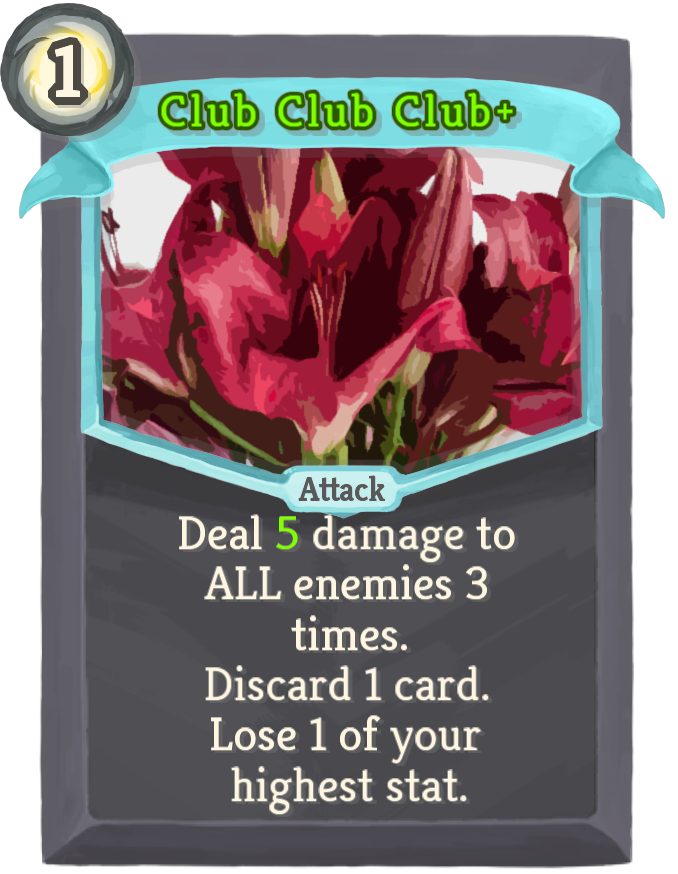 1
Club Club Club+
Attack
Deal 5 damage to
ALL enemies 3
times.
Discard 1 card.
Lose 1 of your
highest stat.